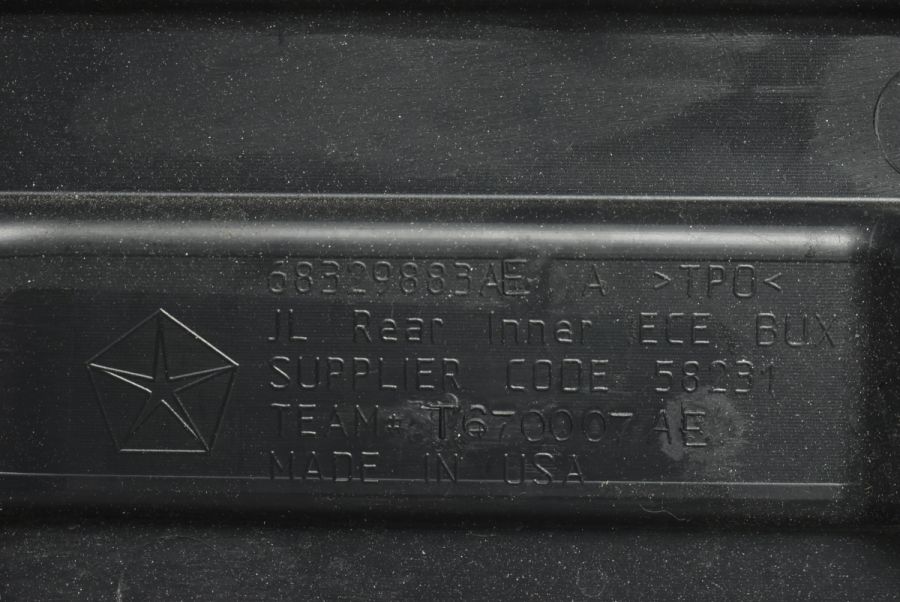 68329883AE A >TPO<
JL Rear Inner ECE BUX
SUPPLIER CODE 58231
TEAM# T670007AE
MADE IN USA